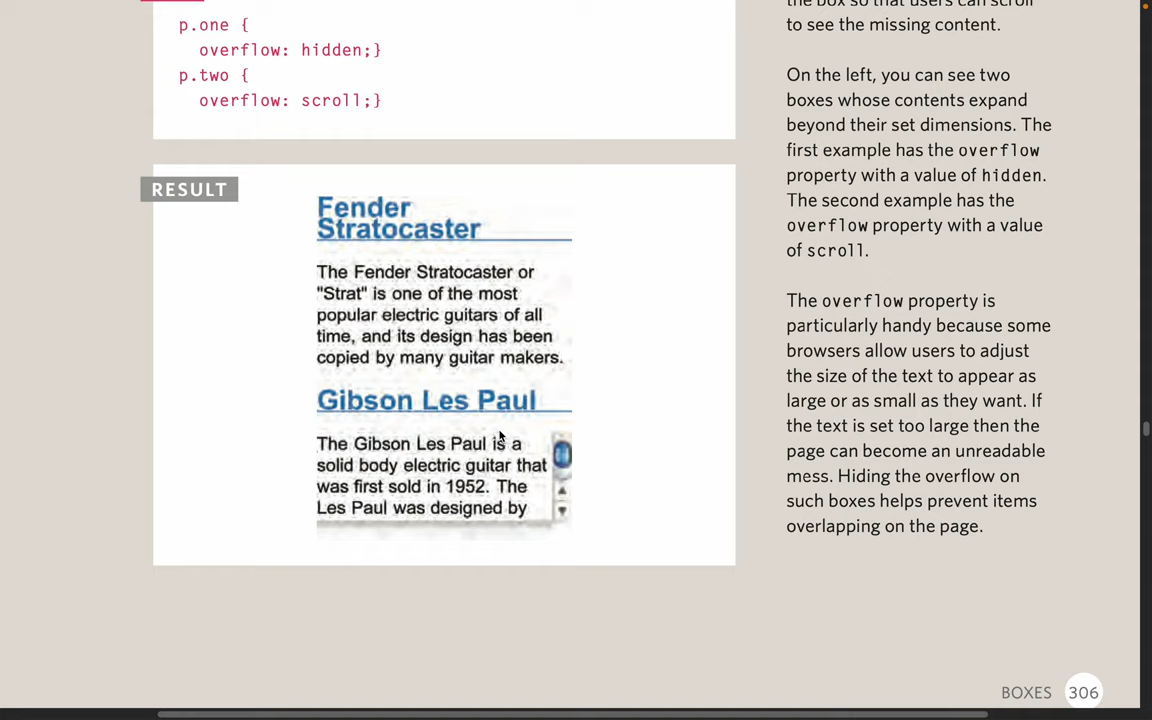 p.one {
overflow: hidden;}
p.two {
overflow: scroll;}
RESULT
Fender
Stratocaster
The Fender Stratocaster or
"Strat" is one of the most
popular electric guitars of all
time, and its design has been
copied by many guitar makers.
Gibson Les Paul
The Gibson Les Paul is a
solid body electric guitar that
was first sold in 1952. The
Les Paul was designed by
the box so that users can scroll
to see the missing content.
On the left, you can see two
boxes whose contents expand
beyond their set dimensions. The
first example has the overflow
property with a value of hidden.
The second example has the
overflow property with a value
of scroll.
The overflow property is
particularly handy because some
browsers allow users to adjust
the size of the text to appear as
large or as small as they want. If
the text is set too large then the
page can become an unreadable
mess. Hiding the overflow on
such boxes helps prevent items
overlapping on the page.
BOXES 306